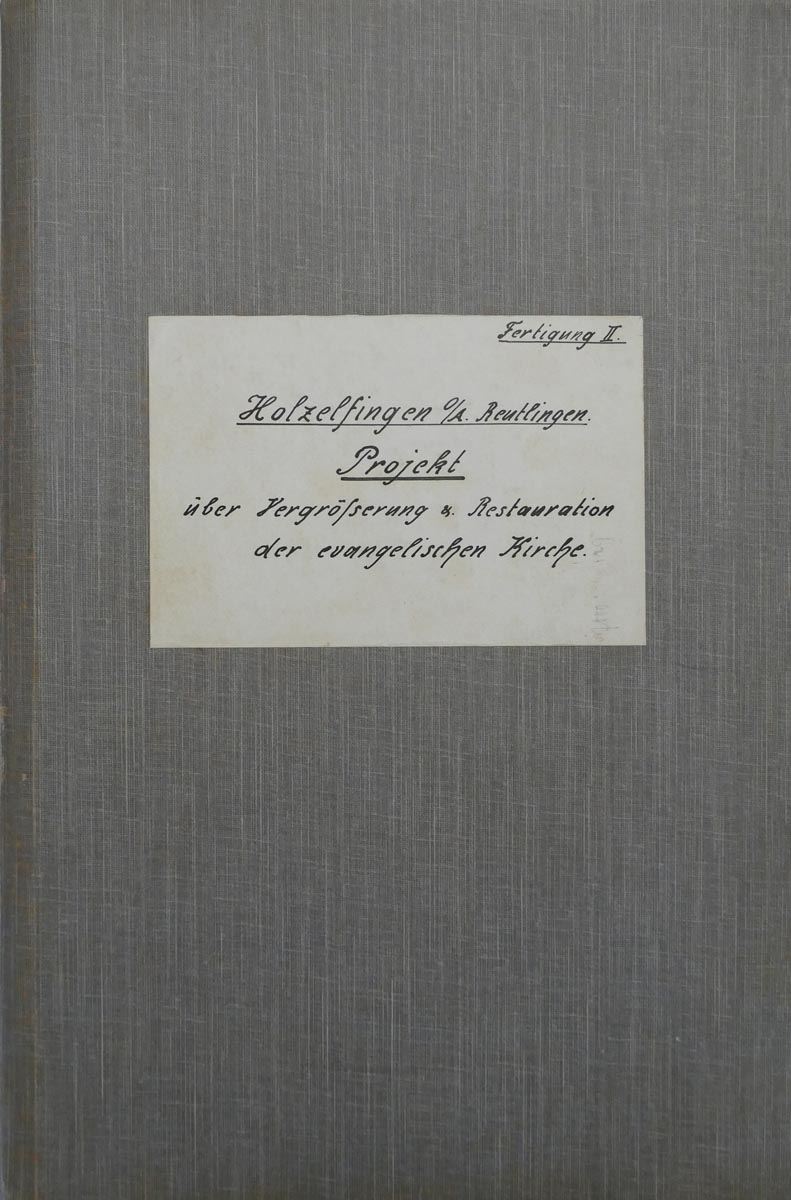 Fertigung II.
Holzelfingen O/A. Reutlingen.
Projekt
über Vergröſserung & Restauration
der evangelischen Kirche.